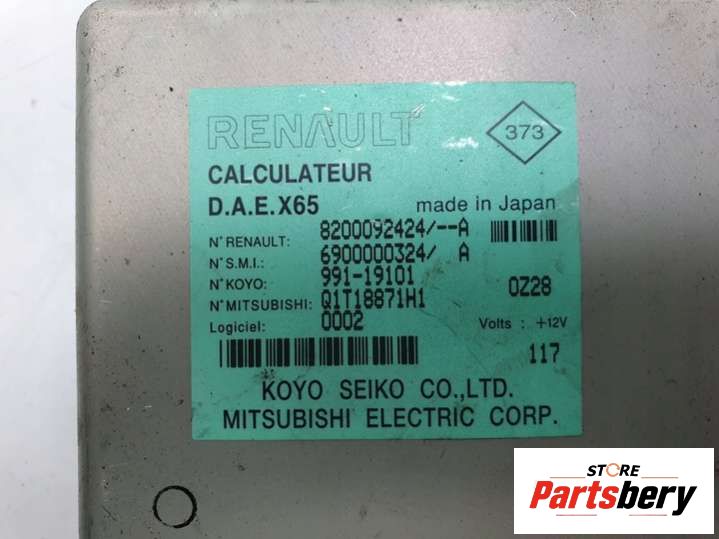 RENAULT
373
CALCULATEUR
D.A.E.X65 made in Japan
N° RENAULT: 8200092424/--A
N° S.M.I.: 6900000324/ A
N° KOYO: 991-19101
N° MITSUBISHI: Q1T18871H1 0Z28
Logiciel: 0002 Volts : +12V
117
KOYO SEIKO CO.,LTD.
MITSUBISHI ELECTRIC CORP.
STORE
Partsbery